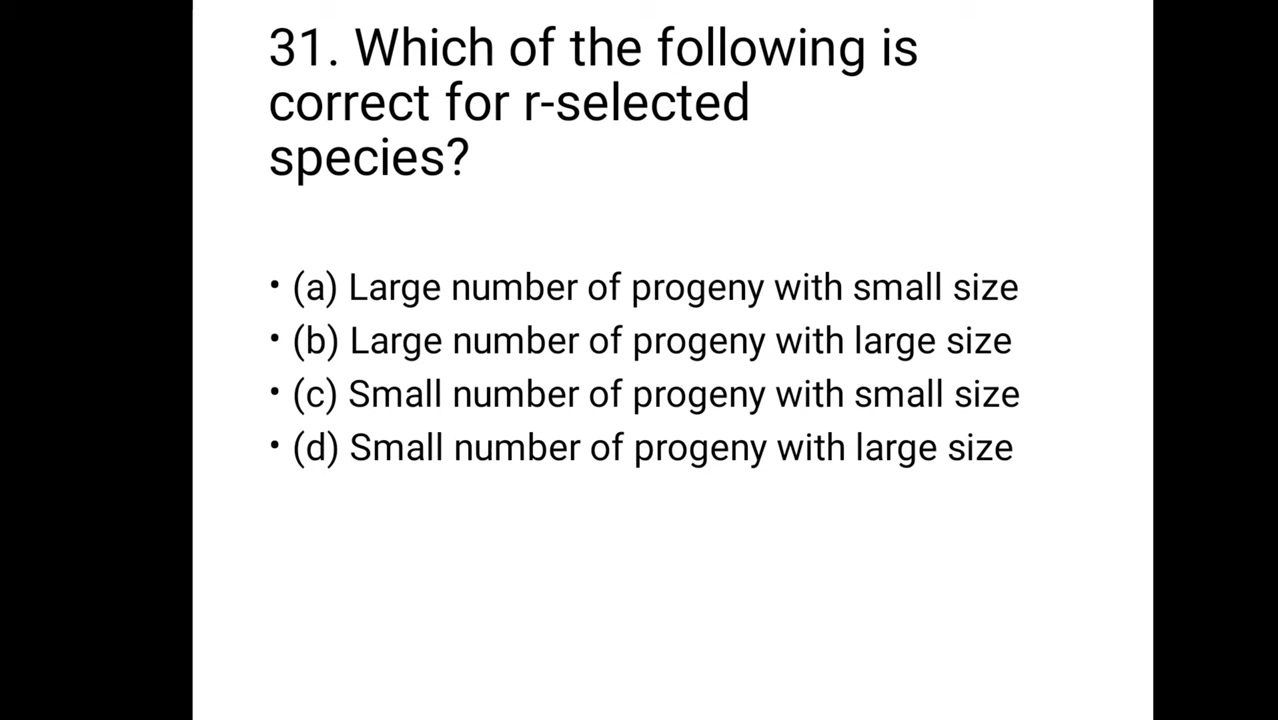 31. Which of the following is
correct for r-selected
species?
• (a) Large number of progeny with small size
• (b) Large number of progeny with large size
• (c) Small number of progeny with small size
• (d) Small number of progeny with large size